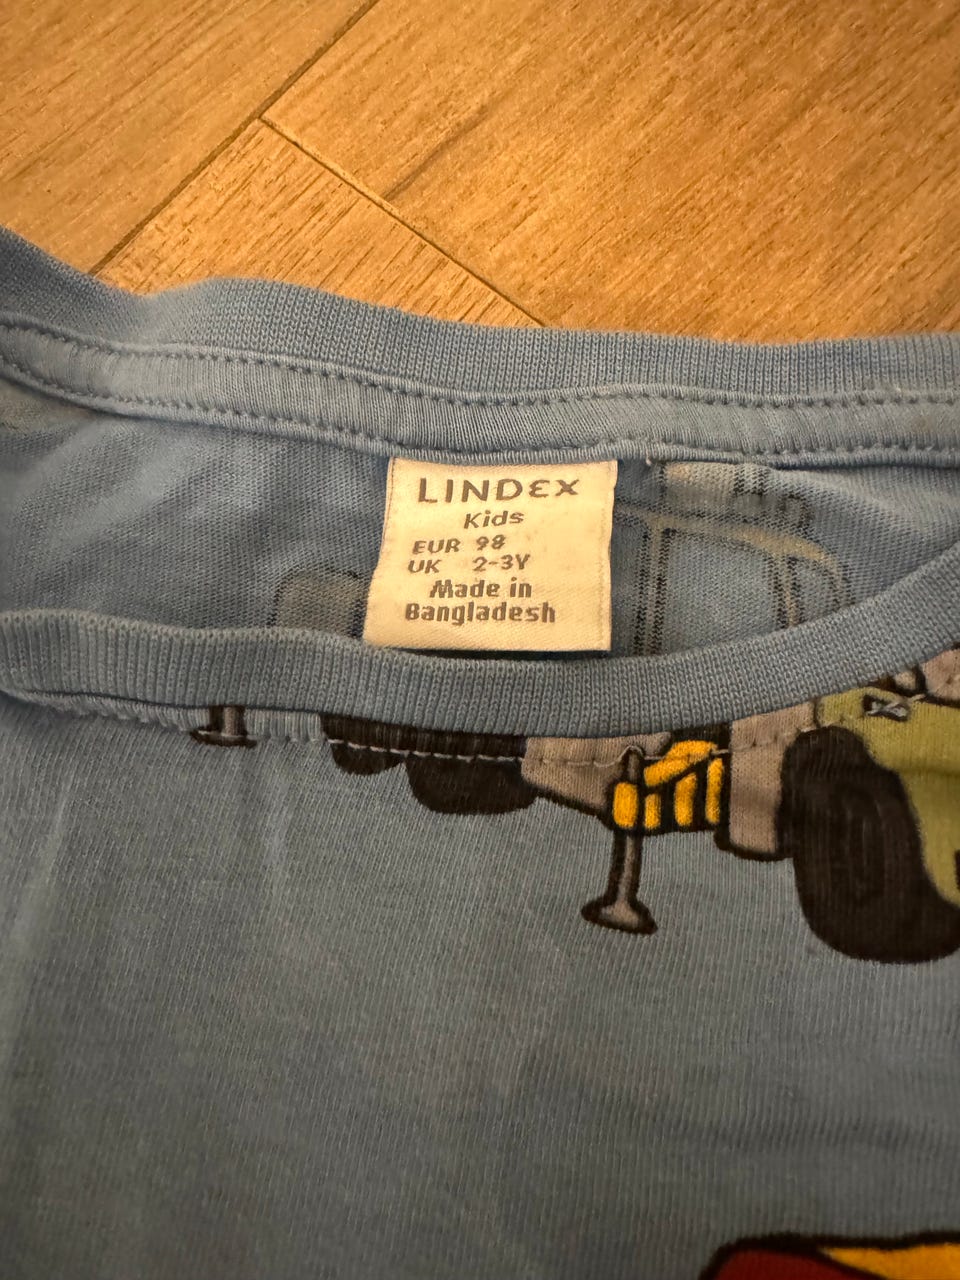 LINDEX
Kids
EUR 98
UK 2-3Y
Made in
Bangladesh